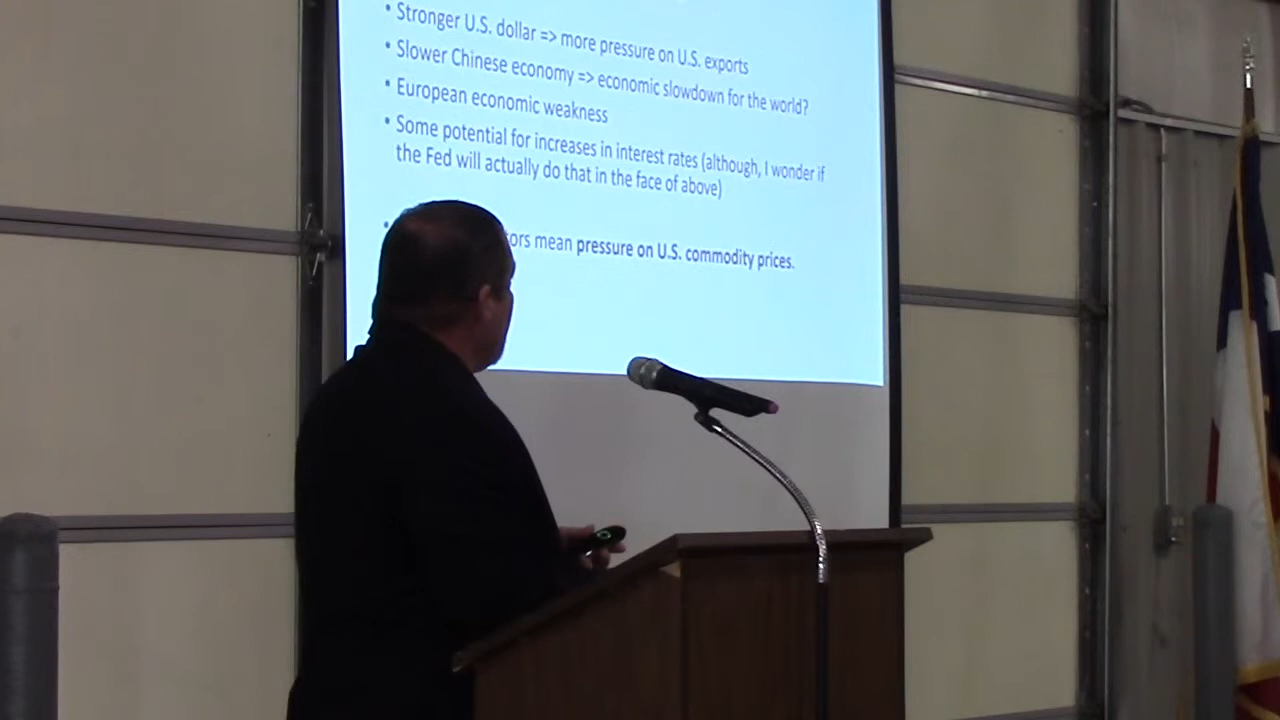 • Stronger U.S. dollar => more pressure on U.S. exports
• Slower Chinese economy => economic slowdown for the world?
• European economic weakness
• Some potential for increases in interest rates (although, I wonder if
the Fed will actually do that in the face of above)
• mean pressure on U.S. commodity prices.